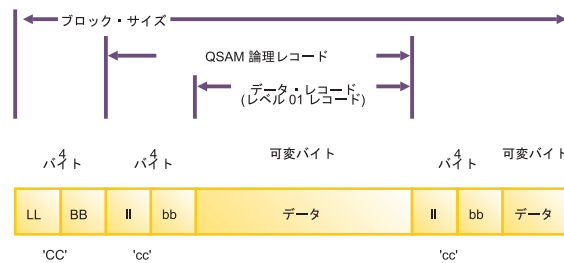 ブロック・サイズ
QSAM 論理レコード
データ・レコード
(レベル 01 レコード)
4 4 可変バイト 4 可変バイト
バイト バイト バイト
LL BB ll bb データ ll bb データ
'CC' 'cc' 'cc'